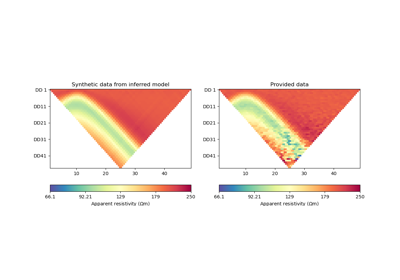 Synthetic data from inferred model
Provided data
DD 1
DD11
DD21
DD31
DD41
10 20 30 40
DD 1
DD11
DD21
DD31
DD41
10 20 30 40
66.1 92.21 129 179 250
Apparent resistivity (Ωm)
66.1 92.21 129 179 250
Apparent resistivity (Ωm)